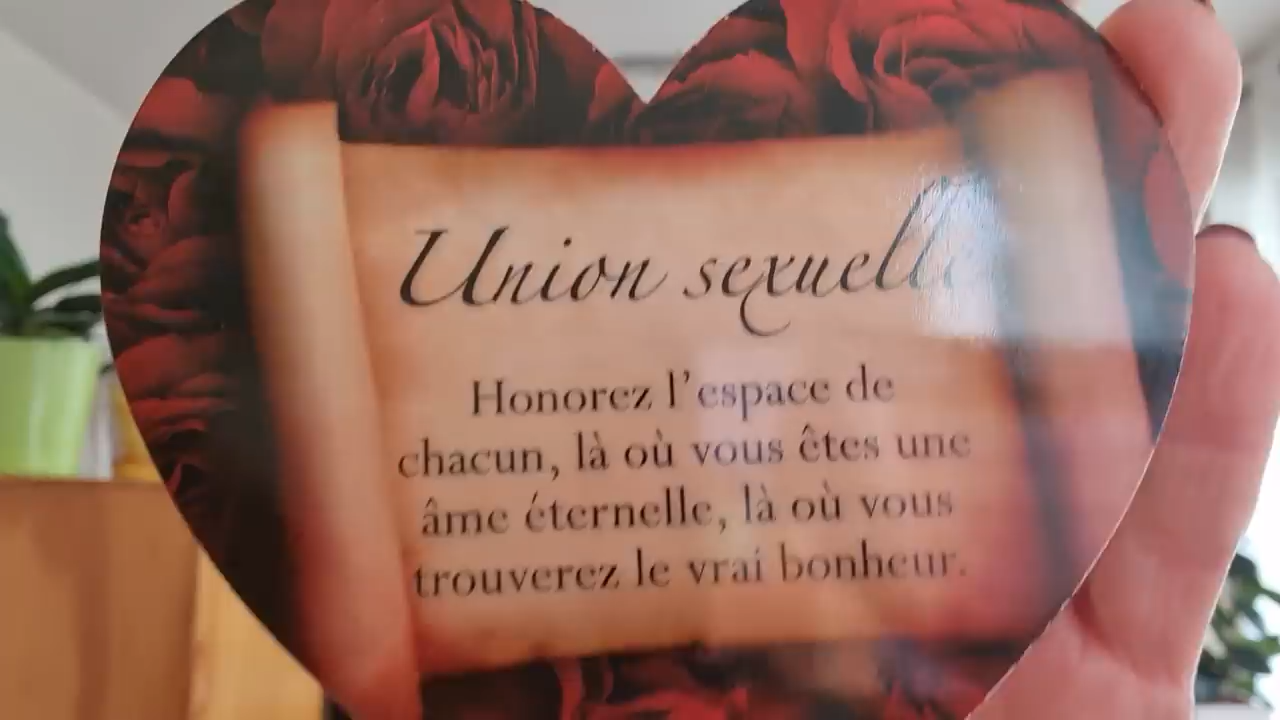 Union sexuelle
Honorez l'espace de
chacun, là où vous êtes une
âme éternelle, là où vous
trouverez le vrai bonheur.